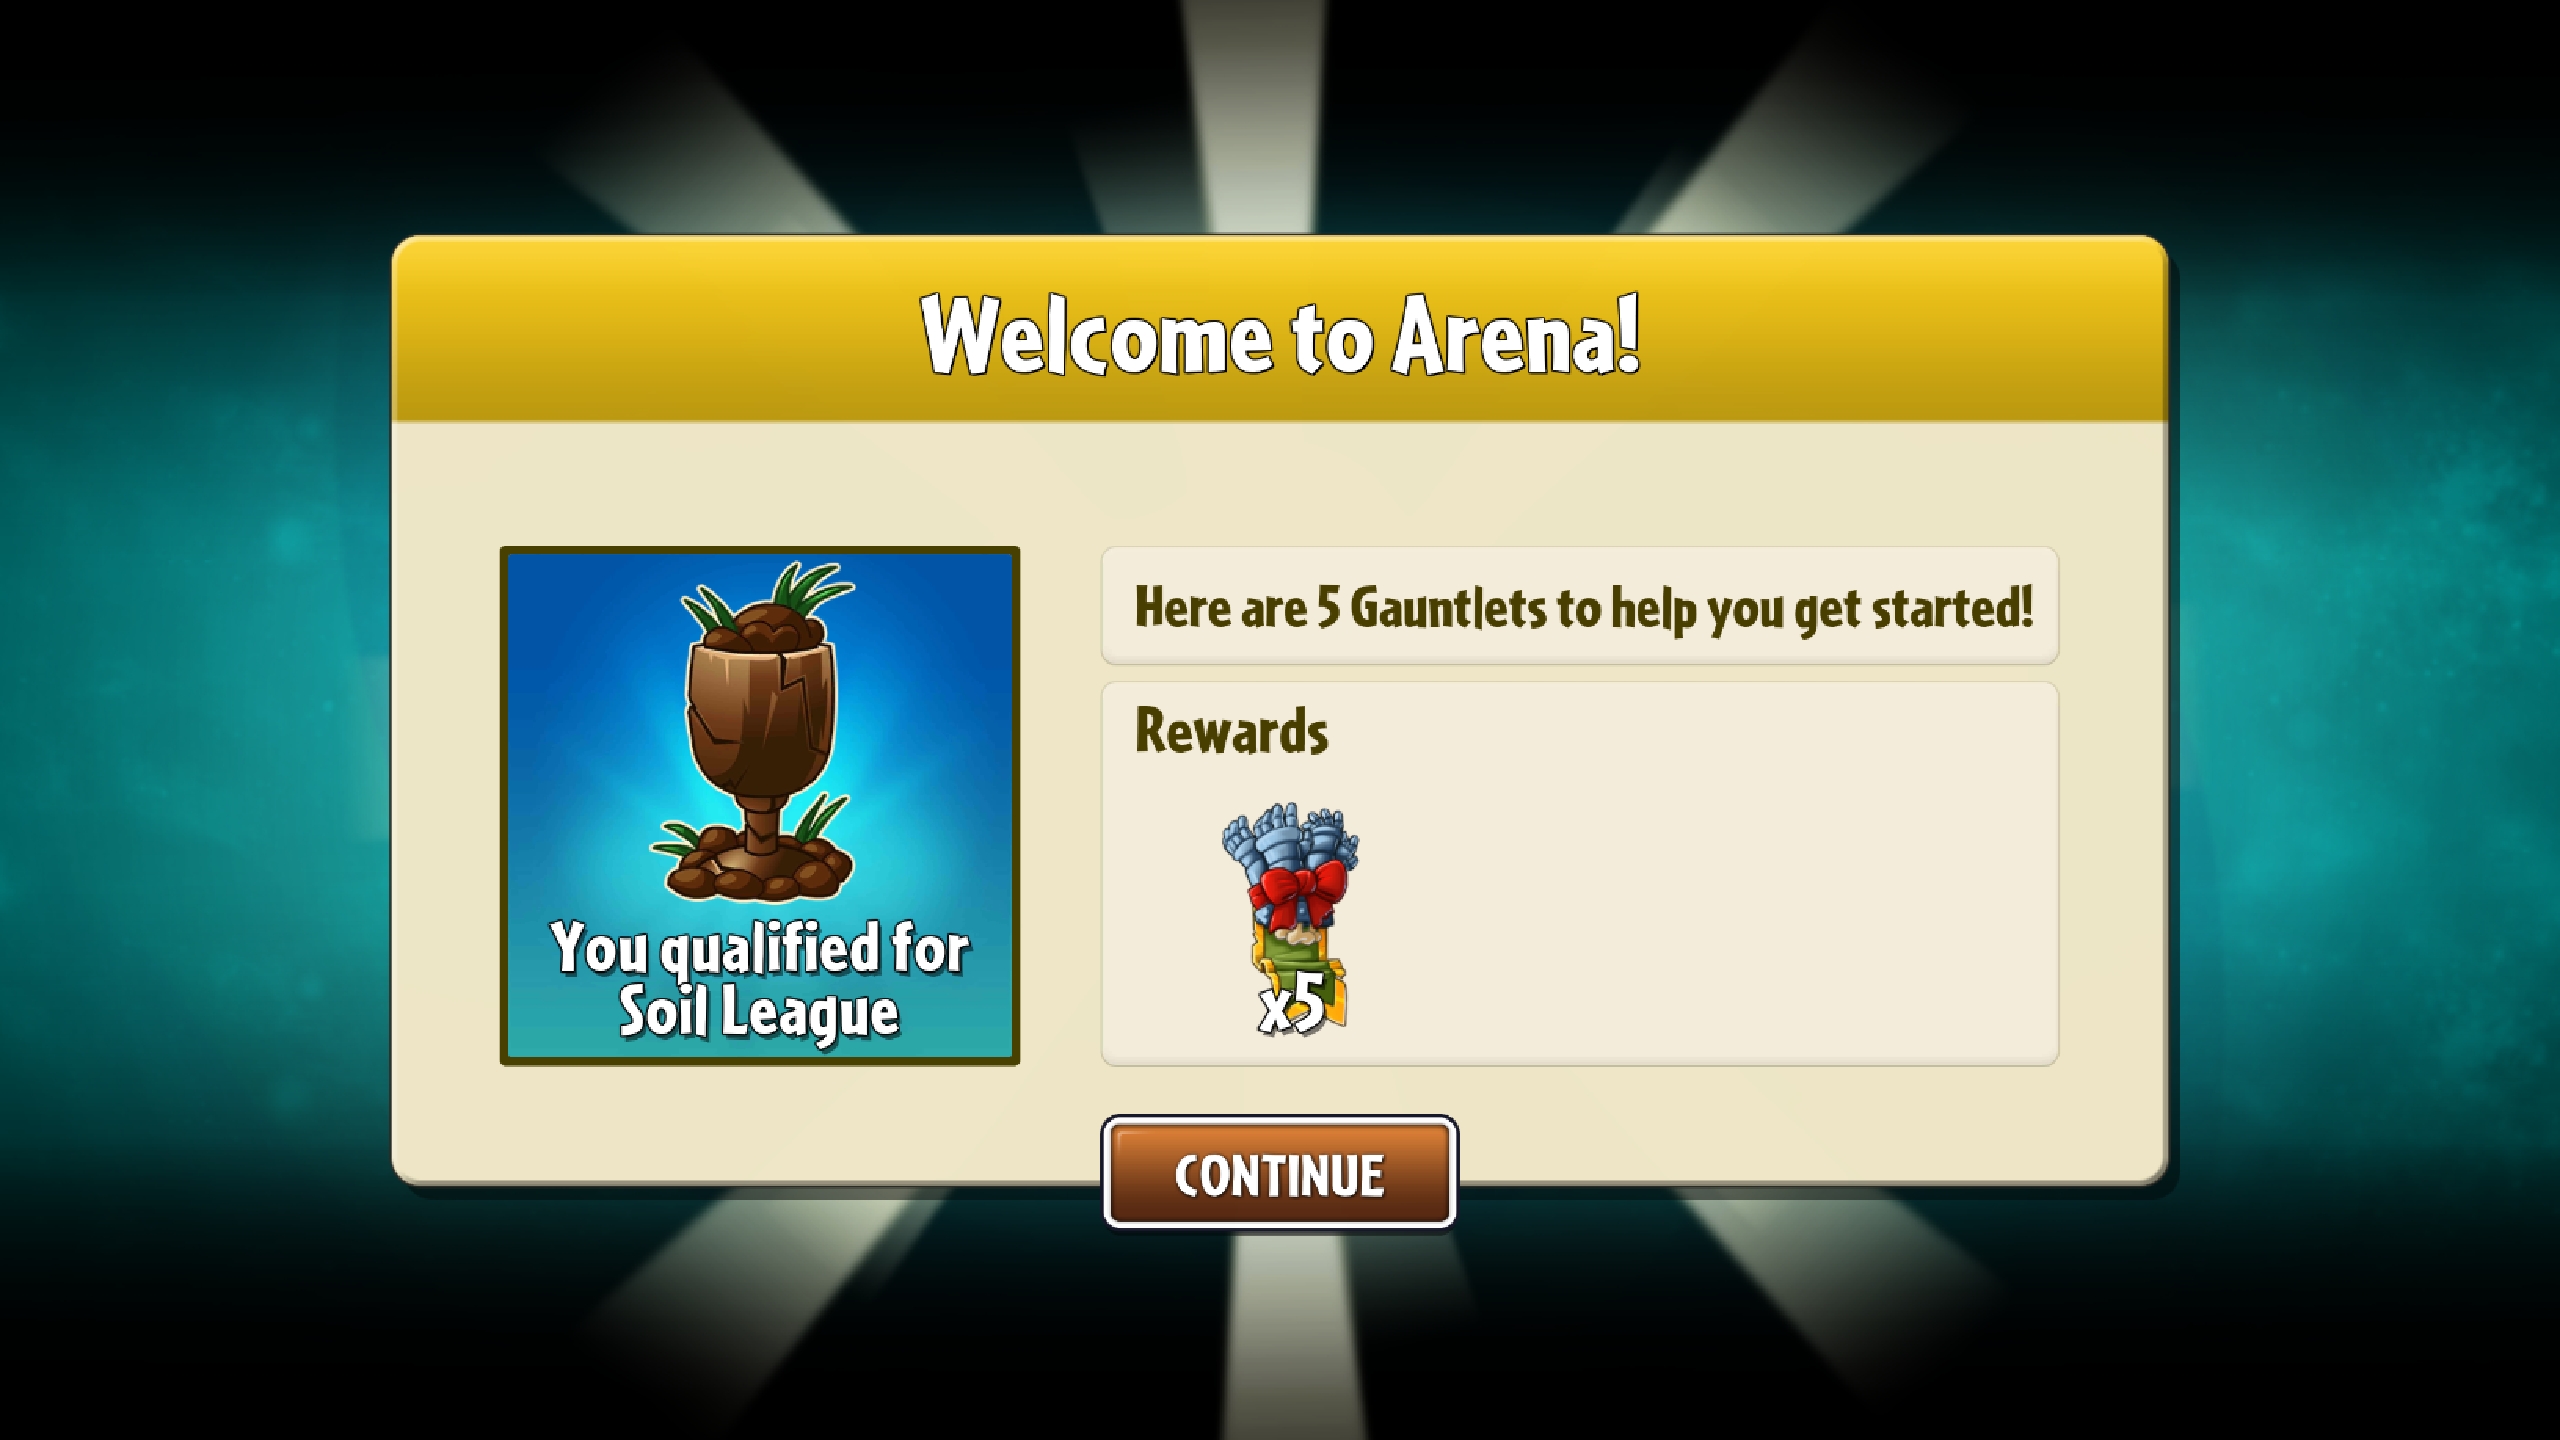 Welcome to Arena!
You qualified for
Soil League
Here are 5 Gauntlets to help you get started!
Rewards
x5
CONTINUE